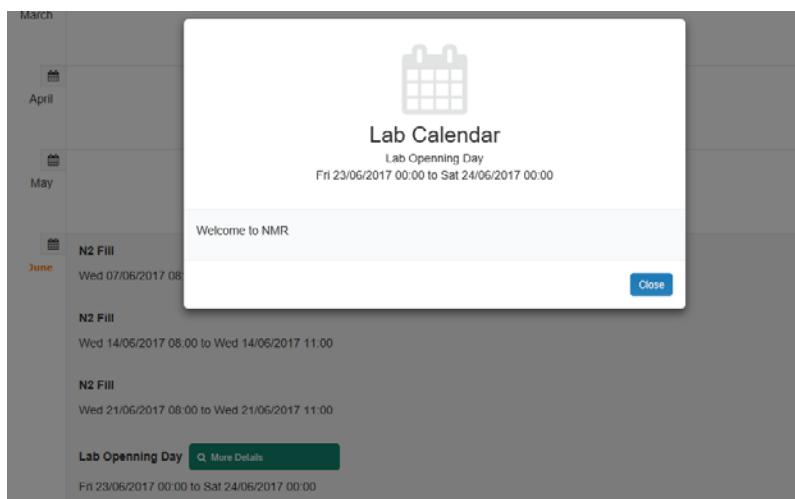 March
April
May
June
Lab Calendar
Lab Openning Day
Fri 23/06/2017 00:00 to Sat 24/06/2017 00:00
Welcome to NMR
Close
N2 Fill
Wed 07/06/2017 08:
N2 Fill
Wed 14/06/2017 08:00 to Wed 14/06/2017 11:00
N2 Fill
Wed 21/06/2017 08:00 to Wed 21/06/2017 11:00
Lab Openning Day More Details
Fri 23/06/2017 00:00 to Sat 24/06/2017 00:00